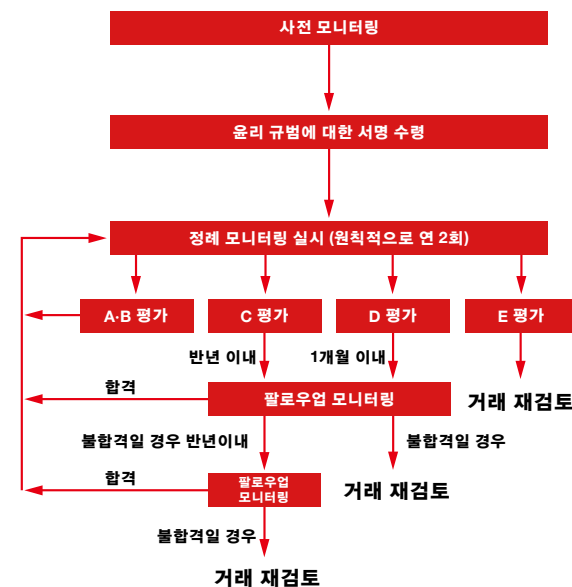 사전 모니터링
윤리 규범에 대한 서명 수령
정례 모니터링 실시 (원칙적으로 연 2회)
A·B 평가
C 평가
D 평가
E 평가
반년 이내
1개월 이내
합격
팔로우업 모니터링
거래 재검토
불합격일 경우 반년이내
불합격일 경우
합격
팔로우업
모니터링
거래 재검토
불합격일 경우
거래 재검토